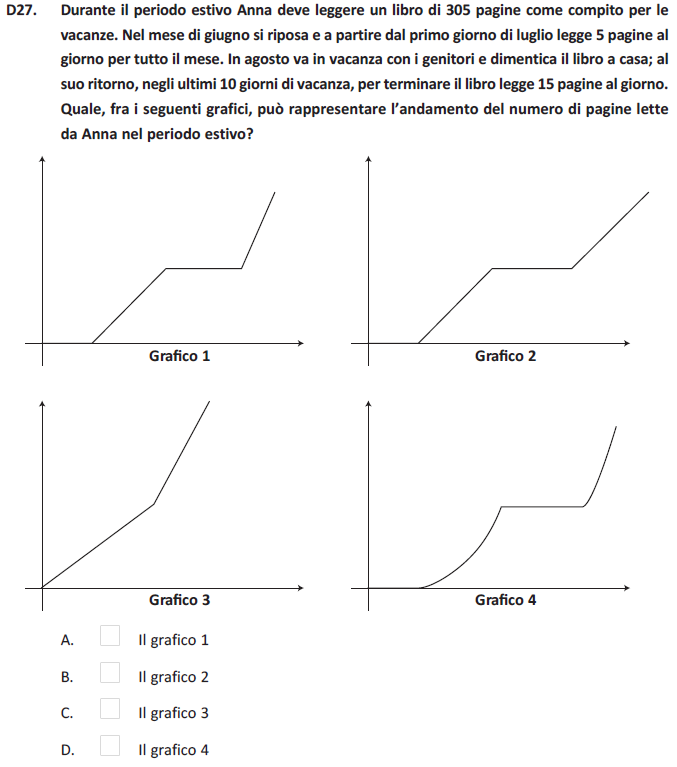 D27. Durante il periodo estivo Anna deve leggere un libro di 305 pagine come compito per le
vacanze. Nel mese di giugno si riposa e a partire dal primo giorno di luglio legge 5 pagine al
giorno per tutto il mese. In agosto va in vacanza con i genitori e dimentica il libro a casa; al
suo ritorno, negli ultimi 10 giorni di vacanza, per terminare il libro legge 15 pagine al giorno.
Quale, fra i seguenti grafici, può rappresentare l’andamento del numero di pagine lette
da Anna nel periodo estivo?
Grafico 1
Grafico 2
Grafico 3
Grafico 4
A. Il grafico 1
B. Il grafico 2
C. Il grafico 3
D. Il grafico 4